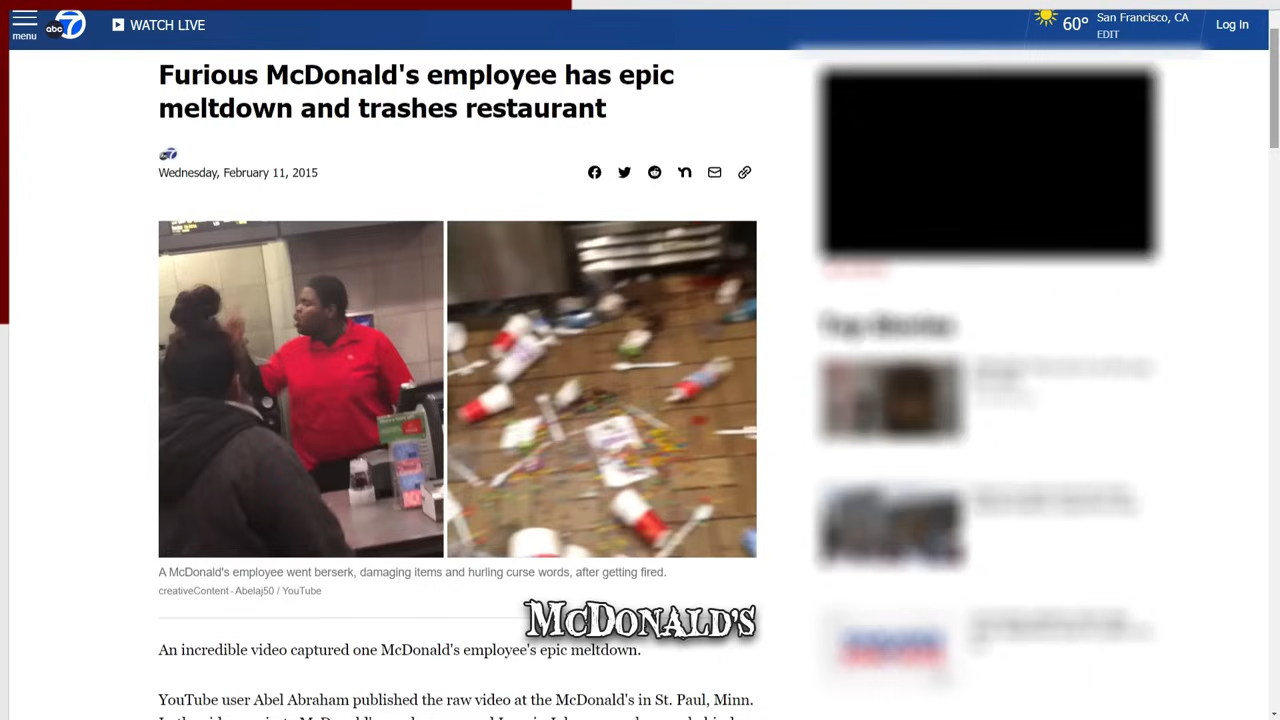 menu
abc 7
WATCH LIVE
60°
San Francisco, CA
EDIT
Log In
Furious McDonald's employee has epic
meltdown and trashes restaurant
Wednesday, February 11, 2015
A McDonald's employee went berserk, damaging items and hurling curse words, after getting fired.
creativeContent - Abelaj50 / YouTube
McDonald's
An incredible video captured one McDonald's employee's epic meltdown.
YouTube user Abel Abraham published the raw video at the McDonald's in St. Paul, Minn.